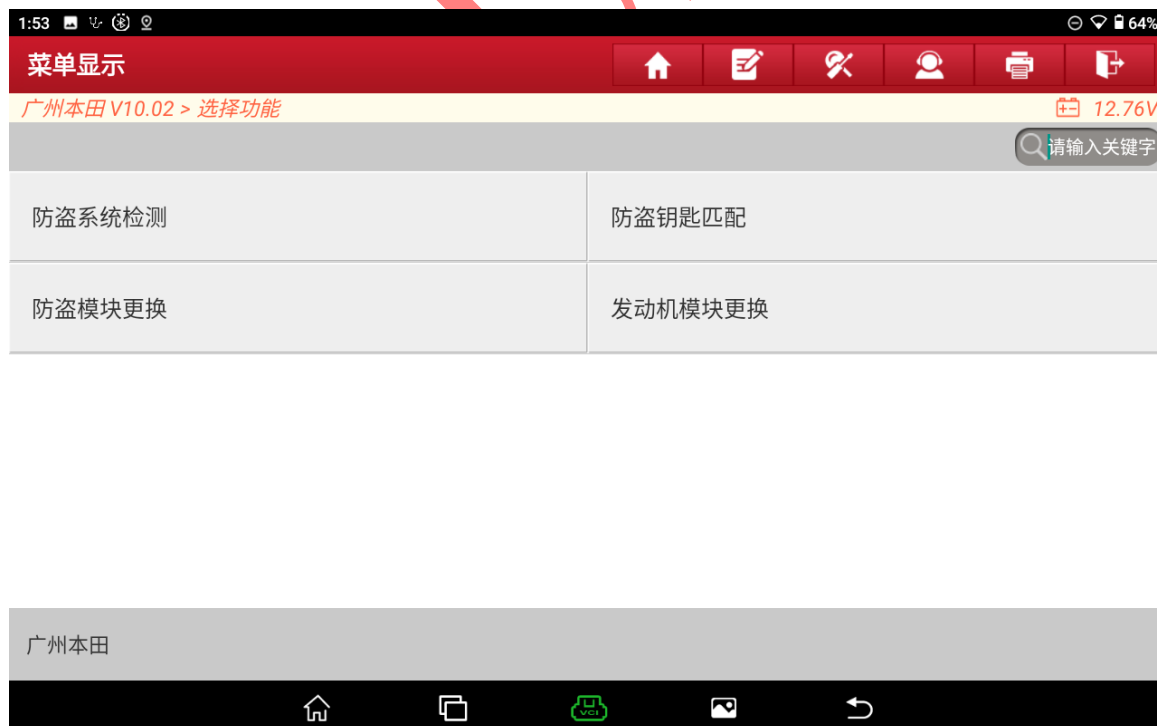 1:53 64%
菜单显示
广州本田 V10.02 > 选择功能 12.76V
请输入关键字
防盗系统检测 防盗钥匙匹配
防盗模块更换 发动机模块更换
广州本田
VCI